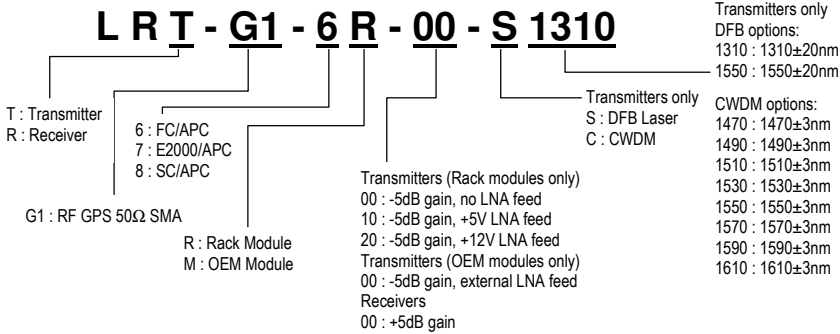 L R T - G1 - 6 R - 00 - S 1310
T : Transmitter
R : Receiver
6 : FC/APC
7 : E2000/APC
8 : SC/APC
G1 : RF GPS 50Ω SMA
R : Rack Module
M : OEM Module
Transmitters (Rack modules only)
00 : -5dB gain, no LNA feed
10 : -5dB gain, +5V LNA feed
20 : -5dB gain, +12V LNA feed
Transmitters (OEM modules only)
00 : -5dB gain, external LNA feed
Receivers
00 : +5dB gain
Transmitters only
S : DFB Laser
C : CWDM
Transmitters only
DFB options:
1310 : 1310±20nm
1550 : 1550±20nm
CWDM options:
1470 : 1470±3nm
1490 : 1490±3nm
1510 : 1510±3nm
1530 : 1530±3nm
1550 : 1550±3nm
1570 : 1570±3nm
1590 : 1590±3nm
1610 : 1610±3nm